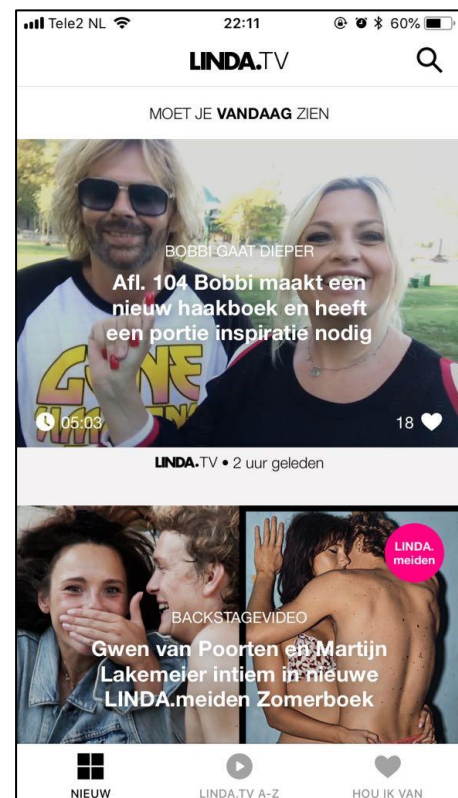 Tele2 NL 22:11 60%
LINDA.TV
MOET JE VANDAAG ZIEN
BOBBI GAAT DIEPER
Afl. 104 Bobbi maakt een
nieuw haakboek en heeft
een portie inspiratie nodig
05:03 18
LINDA.TV • 2 uur geleden
LINDA.
meiden
BACKSTAGEVIDEO
Gwen van Poorten en Martijn
Lakemeier intiem in nieuwe
LINDA.meiden Zomerboek
NIEUW LINDA.TV A-Z HOU IK VAN